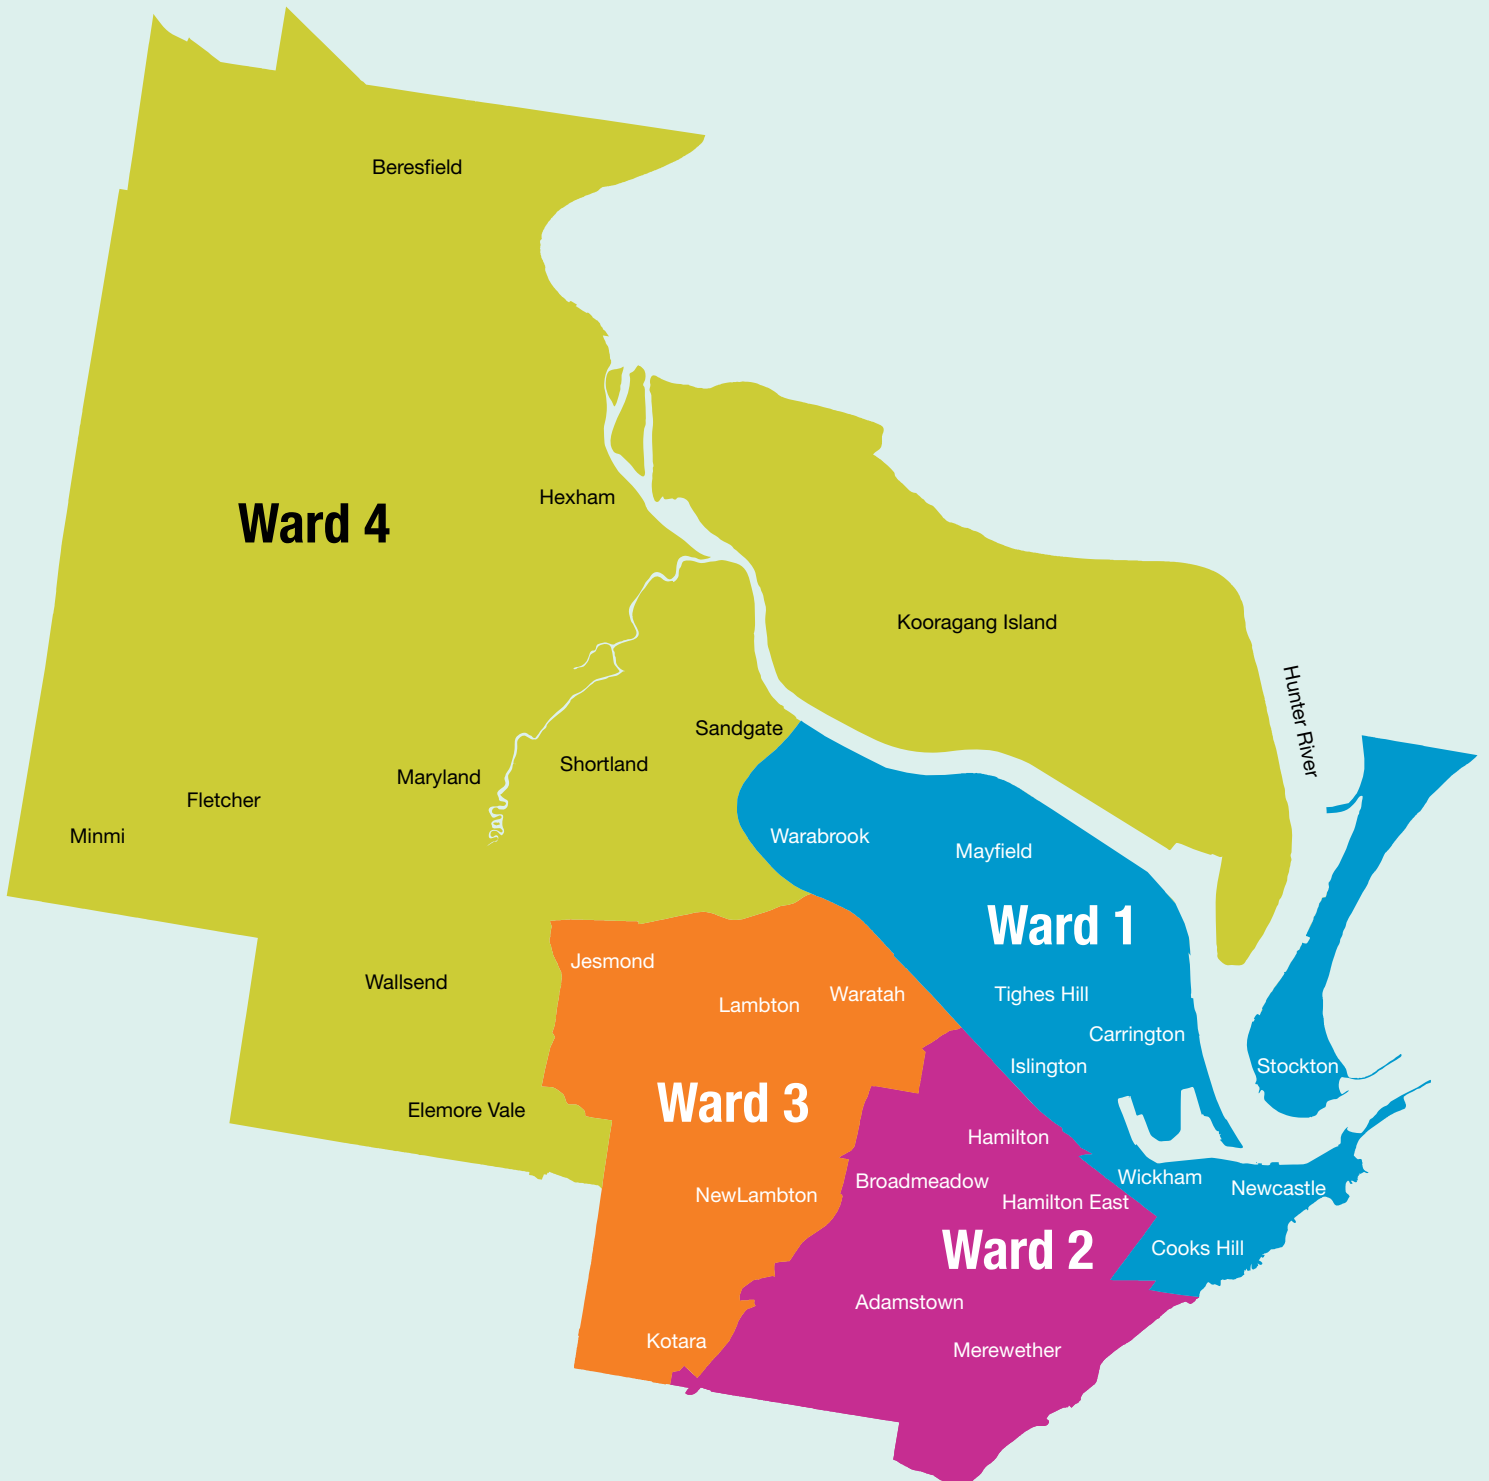 Beresfield
Hexham
Ward 4
Kooragang Island
Hunter River
Sandgate
Shortland
Maryland
Fletcher
Minmi
Warabrook
Mayfield
Ward 1
Jesmond
Wallsend
Lambton
Waratah
Tighes Hill
Carrington
Islington
Stockton
Ward 3
Elemore Vale
Hamilton
Broadmeadow
Wickham
Newcastle
NewLambton
Hamilton East
Ward 2
Cooks Hill
Adamstown
Kotara
Merewether